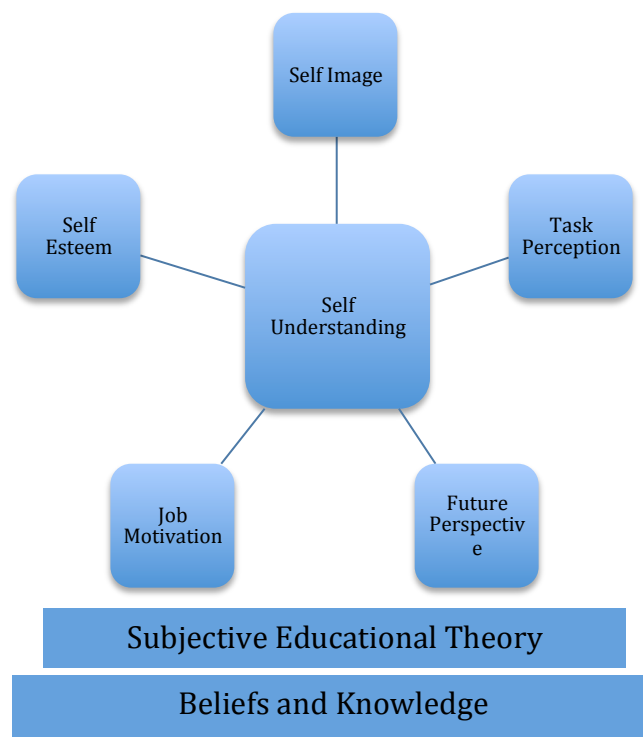 Self Image
Self
Esteem
Task
Perception
Self
Understanding
Job
Motivation
Future
Perspectiv
e
Subjective Educational Theory
Beliefs and Knowledge